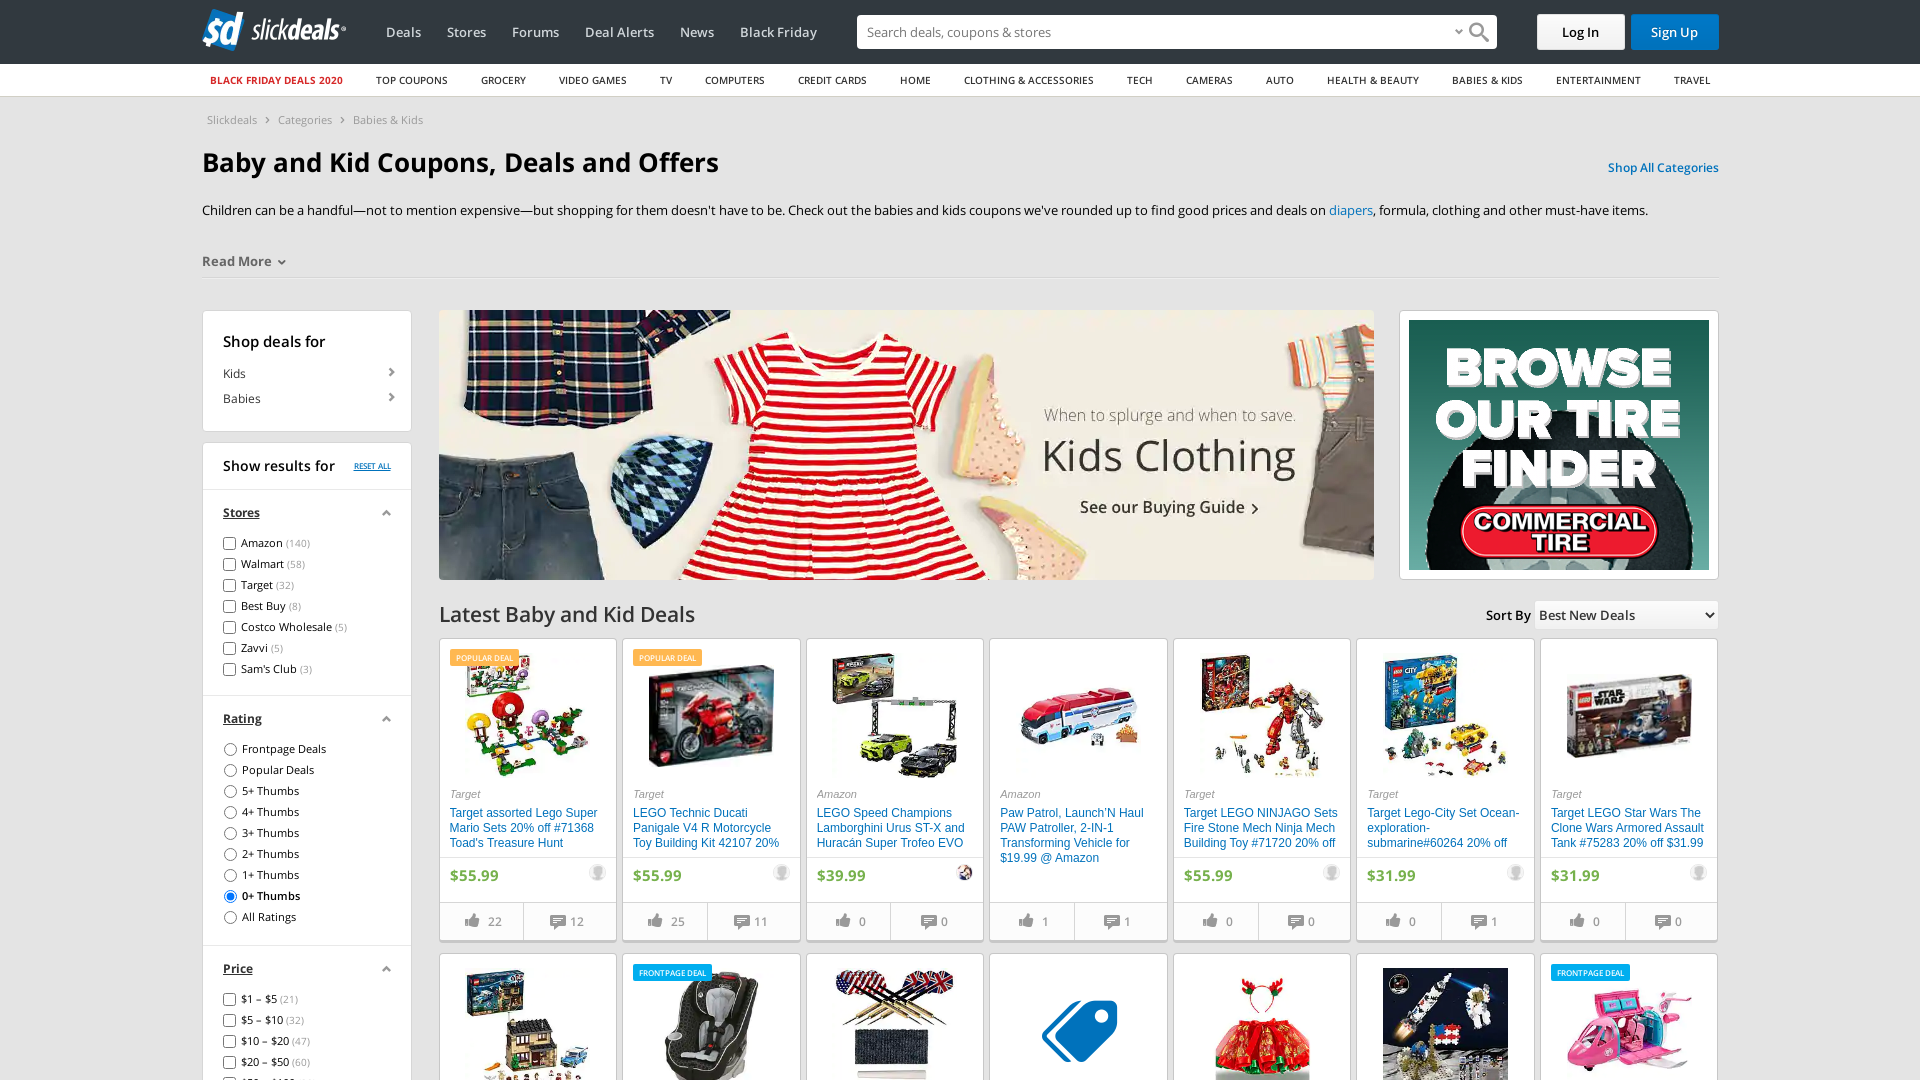 slickdeals
Deals
Stores
Forums
Deal Alerts
News
Black Friday
Search deals, coupons & stores
Log In
Sign Up
BLACK FRIDAY DEALS 2020
TOP COUPONS
GROCERY
VIDEO GAMES
TV
COMPUTERS
CREDIT CARDS
HOME
CLOTHING & ACCESSORIES
TECH
CAMERAS
AUTO
HEALTH & BEAUTY
BABIES & KIDS
ENTERTAINMENT
TRAVEL
Slickdeals > Categories > Babies & Kids
Baby and Kid Coupons, Deals and Offers
Shop All Categories
Children can be a handful—not to mention expensive—but shopping for them doesn't have to be. Check out the babies and kids coupons we've rounded up to find good prices and deals on diapers, formula, clothing and other must-have items.
Read More
Shop deals for
Kids
Babies
Show results for
RESET ALL
Stores
Amazon (140)
Walmart (58)
Target (32)
Best Buy (8)
Costco Wholesale (5)
Zavvi (5)
Sam's Club (3)
Rating
Frontpage Deals
Popular Deals
5+ Thumbs
4+ Thumbs
3+ Thumbs
2+ Thumbs
1+ Thumbs
0+ Thumbs
All Ratings
Price
$1 – $5 (21)
$5 – $10 (32)
$10 – $20 (47)
$20 – $50 (60)
When to splurge and when to save.
Kids Clothing
See our Buying Guide >
BROWSE
OUR TIRE
FINDER
COMMERCIAL
TIRE
Latest Baby and Kid Deals
Sort By
Best New Deals
POPULAR DEAL
Target
Target assorted Lego Super
Mario Sets 20% off #71368
Toad's Treasure Hunt
$55.99
22
12
POPULAR DEAL
Target
LEGO Technic Ducati
Panigale V4 R Motorcycle
Toy Building Kit 42107 20%
$55.99
25
11
Amazon
LEGO Speed Champions
Lamborghini Urus ST-X and
Huracán Super Trofeo EVO
$39.99
0
0
Amazon
Paw Patrol, Launch'N Haul
PAW Patroller, 2-IN-1
Transforming Vehicle for
$19.99 @ Amazon
1
1
Target
Target LEGO NINJAGO Sets
Fire Stone Mech Ninja Mech
Building Toy #71720 20% off
$55.99
0
0
Target
Target Lego-City Set Ocean-
exploration-
submarine#60264 20% off
$31.99
0
1
Target
Target LEGO Star Wars The
Clone Wars Armored Assault
Tank #75283 20% off $31.99
$31.99
0
0
FRONTPAGE DEAL
FRONTPAGE DEAL